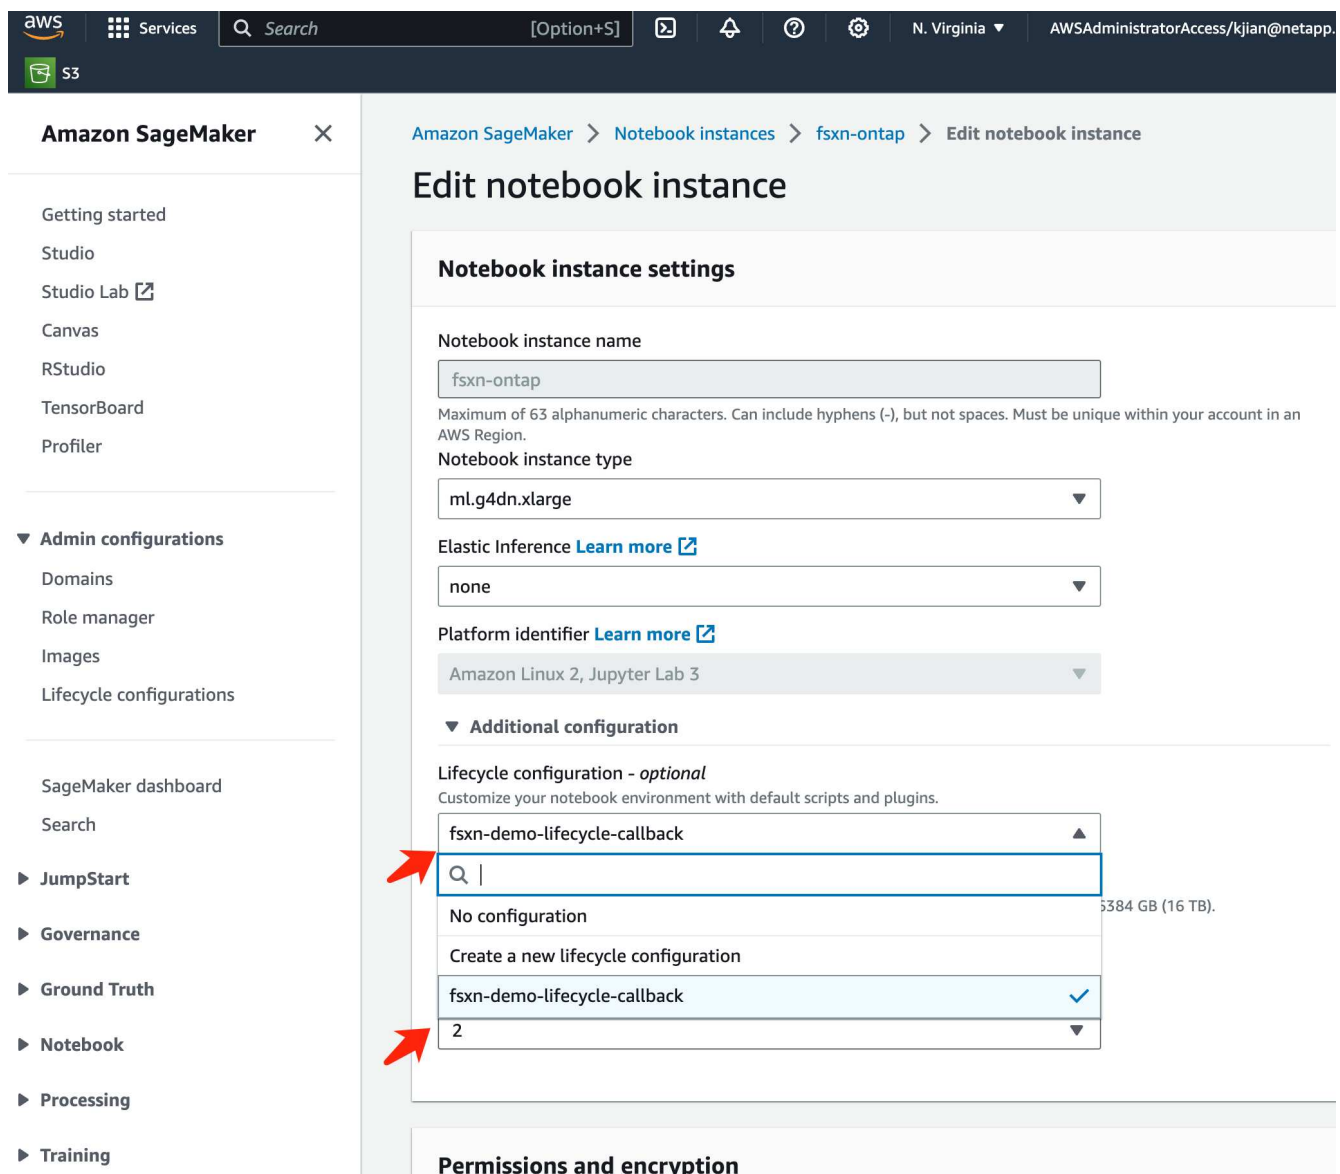 aws Services Search [Option+S] N. Virginia ▼ AWSAdministratorAccess/kjian@netapp.
S3
Amazon SageMaker
Getting started
Studio
Studio Lab
Canvas
RStudio
TensorBoard
Profiler
Admin configurations
Domains
Role manager
Images
Lifecycle configurations
SageMaker dashboard
Search
JumpStart
Governance
Ground Truth
Notebook
Processing
Training
Amazon SageMaker > Notebook instances > fsxn-ontap > Edit notebook instance
Edit notebook instance
Notebook instance settings
Notebook instance name
fsxn-ontap
Maximum of 63 alphanumeric characters. Can include hyphens (-), but not spaces. Must be unique within your account in an
AWS Region.
Notebook instance type
ml.g4dn.xlarge
Elastic Inference Learn more
none
Platform identifier Learn more
Amazon Linux 2, Jupyter Lab 3
Additional configuration
Lifecycle configuration - optional
Customize your notebook environment with default scripts and plugins.
fsxn-demo-lifecycle-callback
6384 GB (16 TB).
No configuration
Create a new lifecycle configuration
fsxn-demo-lifecycle-callback
2
Permissions and encryption